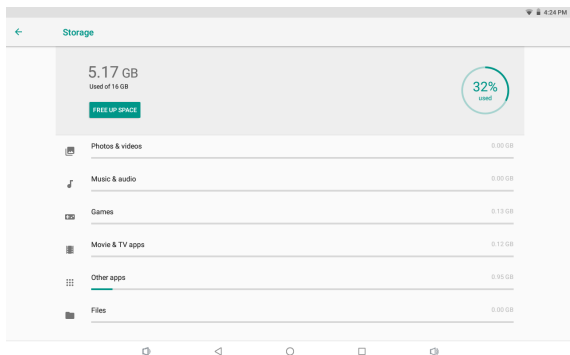 4:24 PM
Storage
5.17 GB
Used of 16 GB
32%
used
FREE UP SPACE
Photos & videos 0.00 GB
Music & audio 0.00 GB
Games 0.13 GB
Movie & TV apps 0.12 GB
Other apps 0.95 GB
Files 0.00 GB